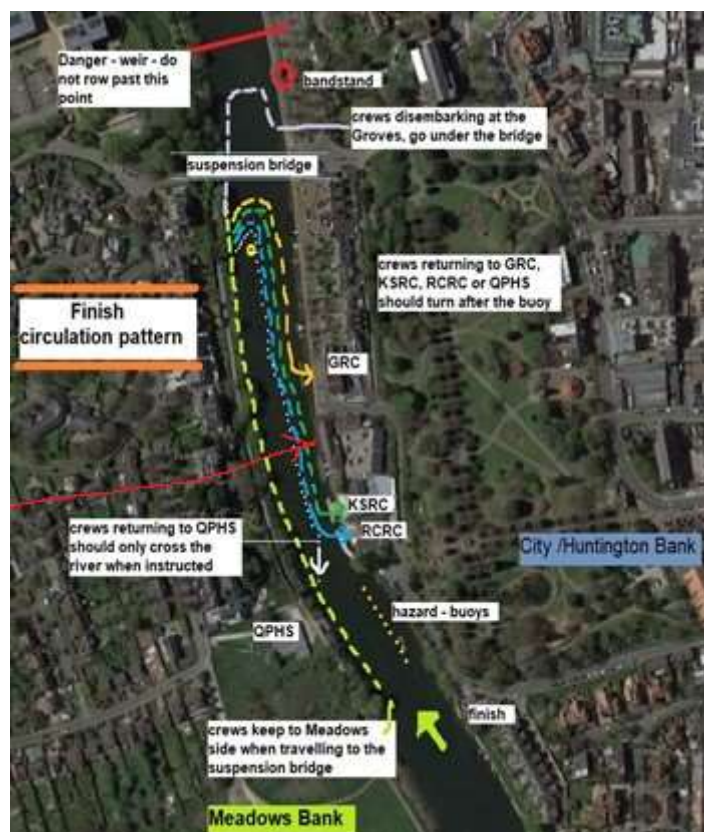 Danger - weir - do
not row past this
point
bandstand
crews disembarking at the
Groves, go under the bridge
suspension bridge
crews returning to GRC,
KSRC, RCRC or QPHS
should turn after the buoy
Finish
circulation pattern
GRC
KSRC
RCRC
crews returning to QPHS
should only cross the
river when instructed
City /Huntington Bank
hazard - buoys
QPHS
finish
crews keep to Meadows
side when travelling to the
suspension bridge
Meadows Bank